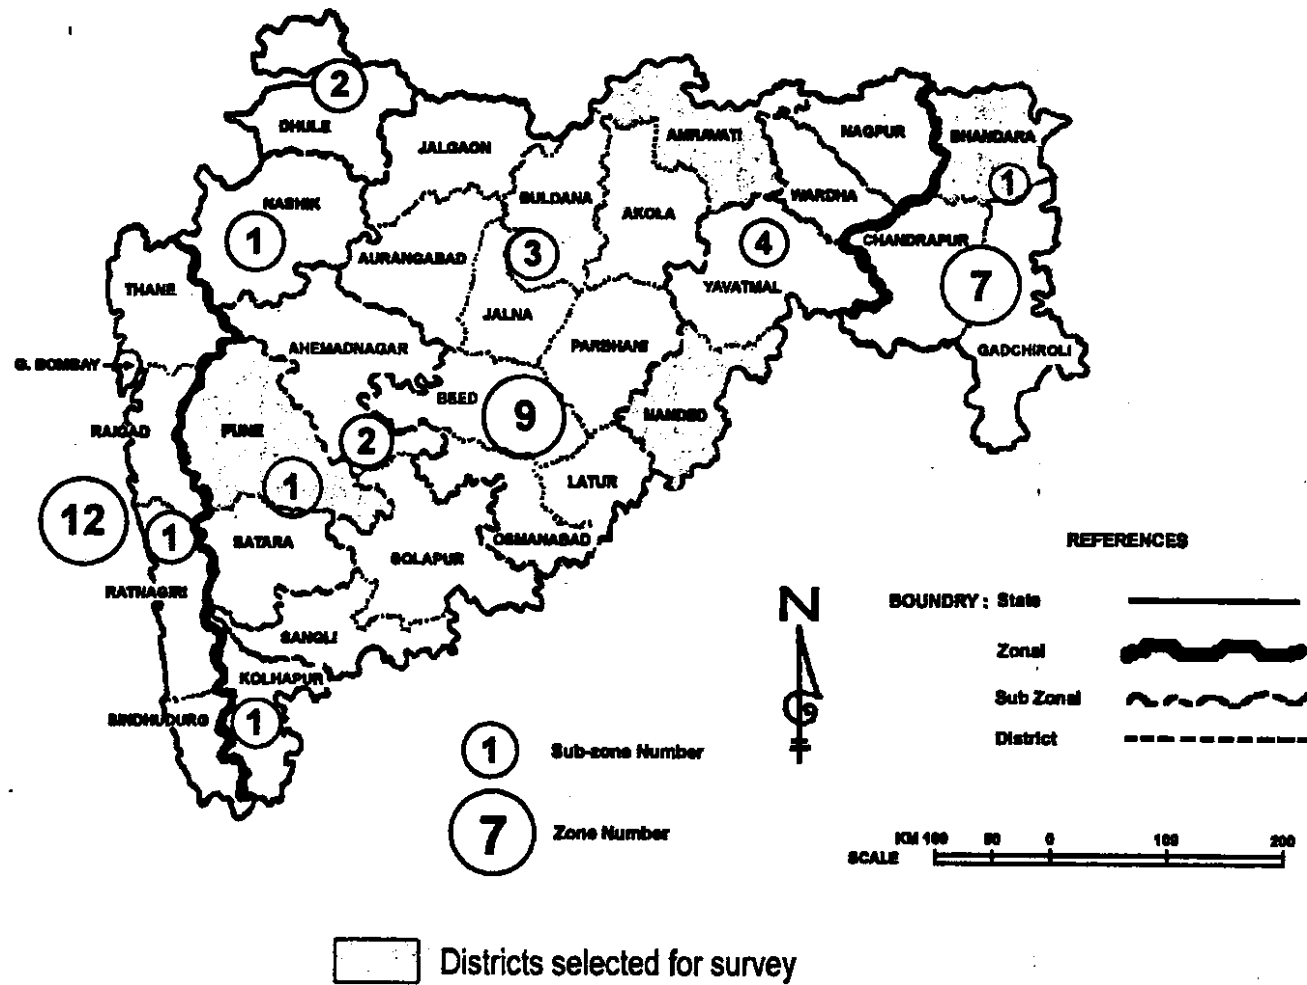 2
DHULE
JALGAON
AMRAVATI
NAGPUR
BHANDARA
1
NASHIK
BULDANA
AKOLA
WARDHA
1
AURANGABAD
3
4
CHANDRAPUR
THANE
JALNA
YAVATMAL
7
G. BOMBAY
AHEMADNAGAR
PARBHANI
GADCHIROLI
BEED
9
NANDED
RAIGAD
PUNE
2
LATUR
12
1
1
SATARA
SOLAPUR
OSMANABAD
RATNAGIRI
SANGLI
KOLHAPUR
SINDHUDURG
1
REFERENCES
N
BOUNDRY : State
Zonal
Sub Zonal
District
1 Sub-zone Number
7 Zone Number
KM 100 50 0 100 200
SCALE
Districts selected for survey